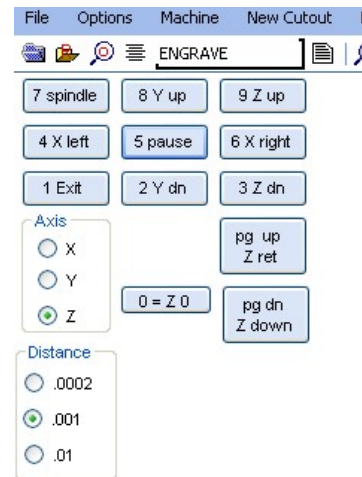 File Options Machine New Cutout
ENGRAVE
7 spindle 8 Y up 9 Z up
4 X left 5 pause 6 X right
1 Exit 2 Y dn 3 Z dn
Axis
X
pg up
Z ret
Y
Z
0 = Z 0
pg dn
Z down
Distance
.0002
.001
.01